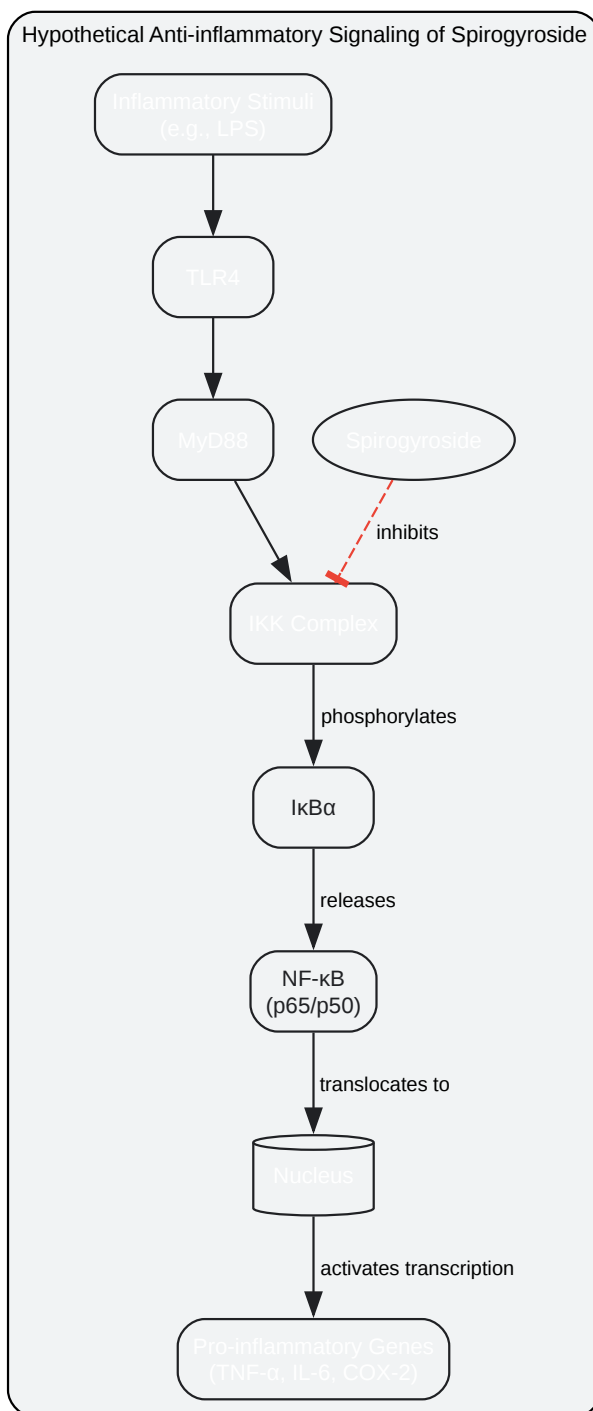 Hypothetical Anti-inflammatory Signaling of Spirogyroside
Inflammatory Stimuli
(e.g., LPS)
TLR4
MyD88
Spirogyroside
inhibits
IKK Complex
phosphorylates
IκBα
releases
NF-κB
(p65/p50)
translocates to
Nucleus
activates transcription
Pro-inflammatory Genes
(TNF-α, IL-6, COX-2)